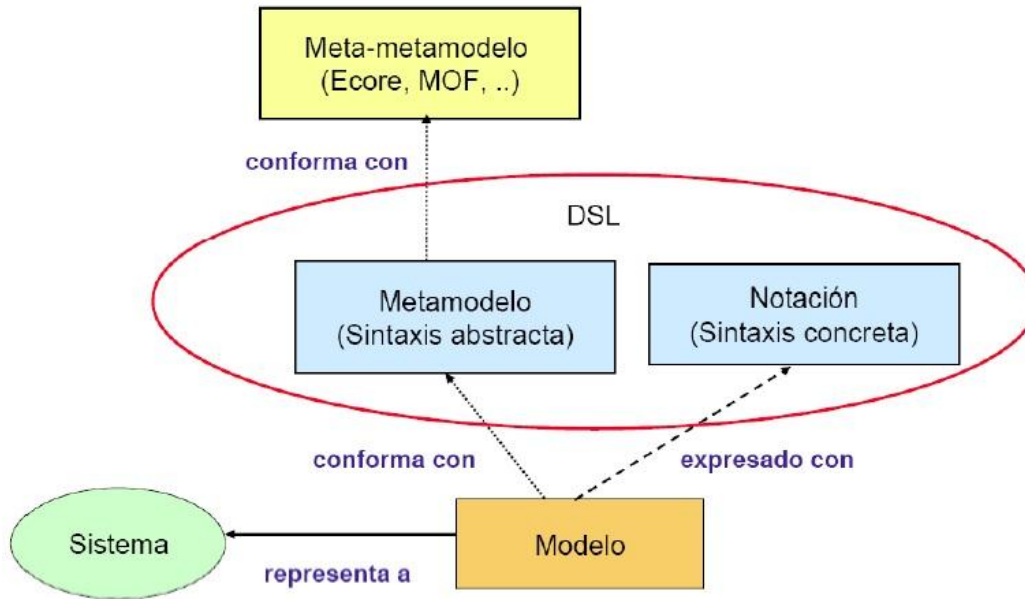 Meta-metamodelo
(Ecore, MOF, ..)
conforma con
DSL
Metamodelo
(Sintaxis abstracta)
Notación
(Sintaxis concreta)
conforma con
expresado con
Sistema
Modelo
representa a